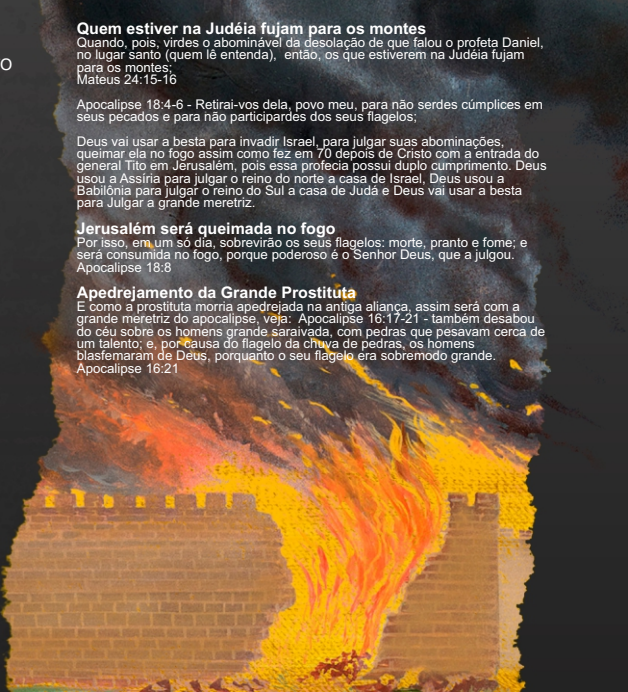 Quem estiver na Judéia fujam para os montes
Quando, pois, virdes o abominável da desolação de que falou o profeta Daniel,
no lugar santo (quem lê entenda), então, os que estiverem na Judéia fujam
para os montes;
Mateus 24:15-16
O
Apocalipse 18:4-6 - Retirai-vos dela, povo meu, para não serdes cúmplices em
seus pecados e para não participardes dos seus flagelos;
Deus vai usar a besta para invadir Israel, para julgar suas abominações,
queimar ela no fogo assim como fez em 70 depois de Cristo com a entrada do
general Tito em Jerusalém, pois essa profecia possui duplo cumprimento. Deus
usou a Assíria para julgar o reino do norte a casa de Israel, Deus usou a
Babilônia para julgar o reino do Sul a casa de Judá e Deus vai usar a besta
para Julgar a grande meretriz.
Jerusalém será queimada no fogo
Por isso, em um só dia, sobrevirão os seus flagelos: morte, pranto e fome; e
será consumida no fogo, porque poderoso é o Senhor Deus, que a julgou.
Apocalipse 18:8
Apedrejamento da Grande Prostituta
E como a prostituta morria apedrejada na antiga aliança, assim será com a
grande meretriz do apocalipse, veja: Apocalipse 16:17-21 - também desabou
do céu sobre os homens grande saraivada, com pedras que pesavam cerca de
um talento; e, por causa do flagelo da chuva de pedras, os homens
blasfemaram de Deus, porquanto o seu flagelo era sobremodo grande.
Apocalipse 16:21